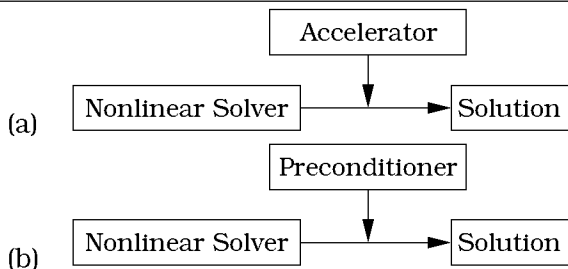 Accelerator
(a) Nonlinear Solver Solution
Preconditioner
(b) Nonlinear Solver Solution